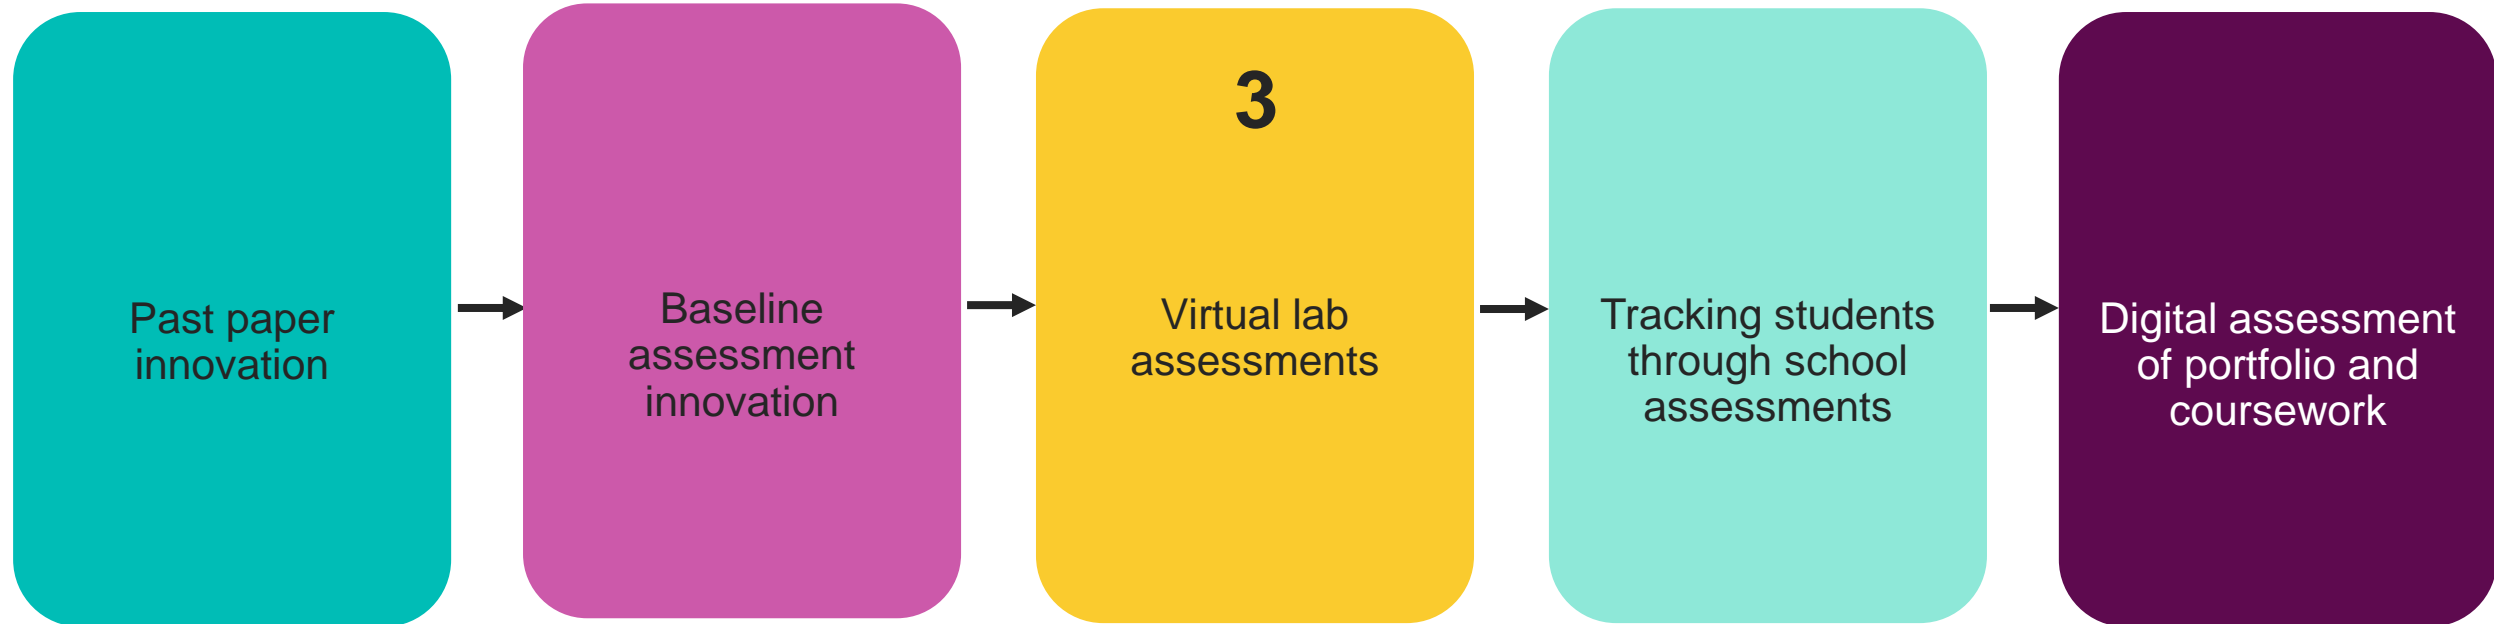 Past paper
innovation
Baseline
assessment
innovation
3
Virtual lab
assessments
Tracking students
through school
assessments
Digital assessment
of portfolio and
coursework